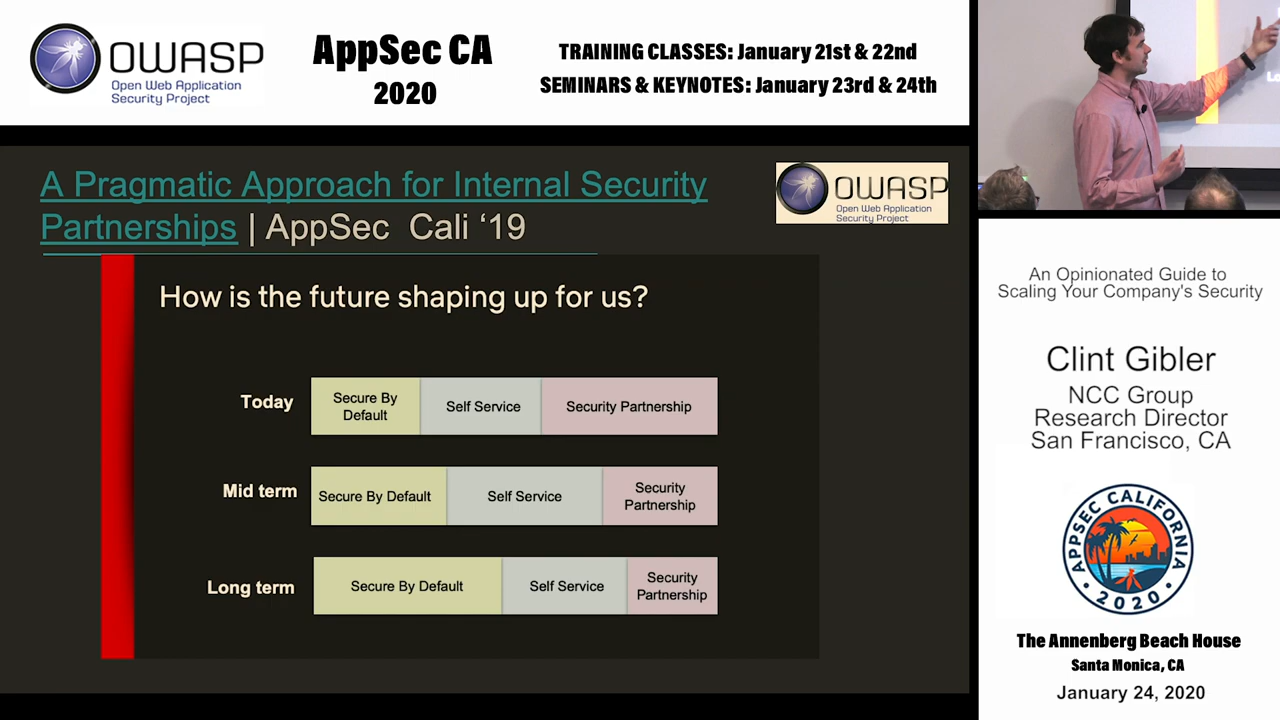 OWASP
Open Web Application
Security Project
AppSec CA
2020
TRAINING CLASSES: January 21st & 22nd
SEMINARS & KEYNOTES: January 23rd & 24th
A Pragmatic Approach for Internal Security
Partnerships | AppSec Cali ‘19
OWASP
Open Web Application
Security Project
How is the future shaping up for us?
Today
Secure By
Default
Self Service
Security Partnership
Mid term
Secure By Default
Self Service
Security
Partnership
Long term
Secure By Default
Self Service
Security
Partnership
An Opinionated Guide to
Scaling Your Company's Security
Clint Gibler
NCC Group
Research Director
San Francisco, CA
APPSEC CALIFORNIA
• 2020 •
The Annenberg Beach House
Santa Monica, CA
January 24, 2020